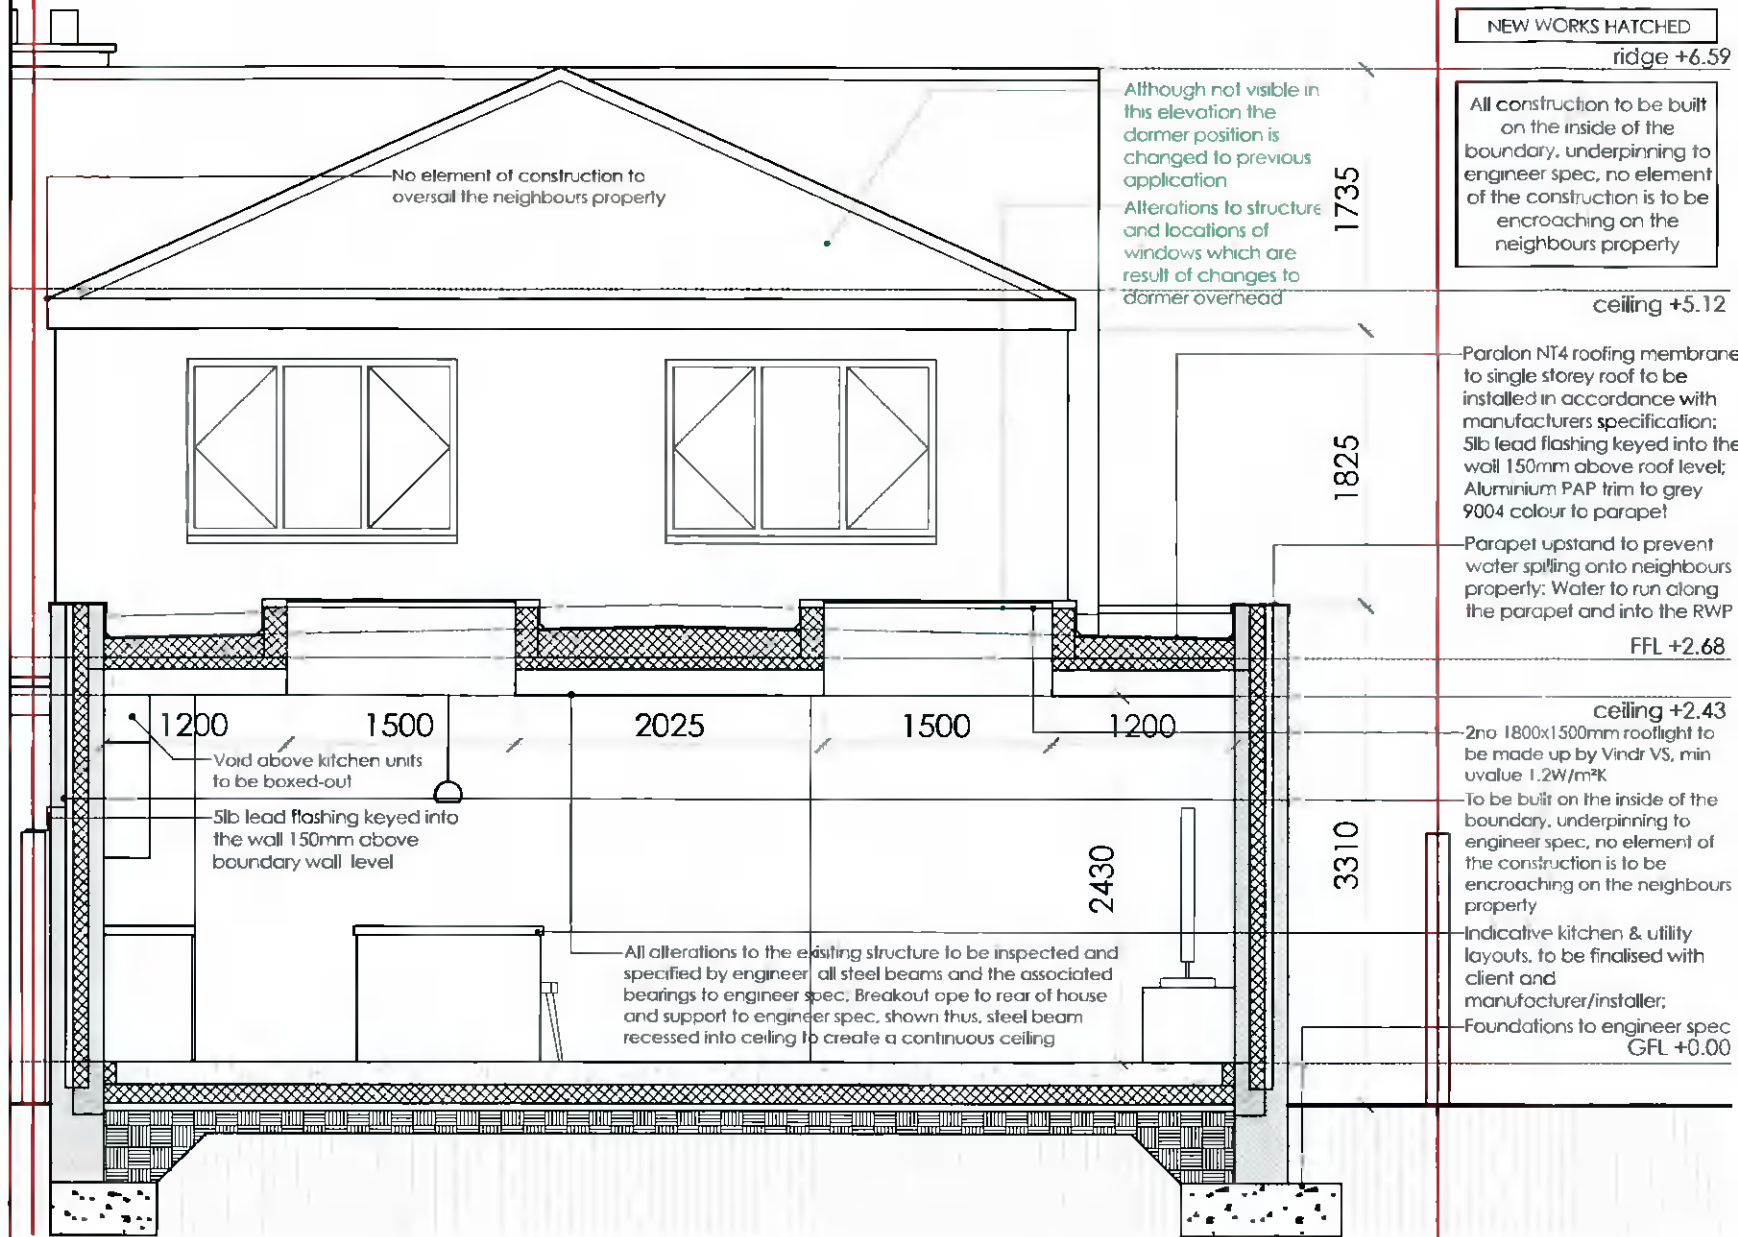 NEW WORKS HATCHED
ridge +6.59
All construction to be built
on the inside of the
boundary, underpinning to
engineer spec, no element
of the construction is to be
encroaching on the
neighbours property
Although not visible in
this elevation the
dormer position is
changed to previous
application
Alterations to structure
and locations of
windows which are
result of changes to
dormer overhead
No element of construction to
oversail the neighbours property
1735
ceiling +5.12
1825
Paralon NT4 roofing membrane
to single storey roof to be
installed in accordance with
manufacturers specification;
5lb lead flashing keyed into the
wall 150mm above roof level;
Aluminium PAP trim to grey
9004 colour to parapet
Parapet upstand to prevent
water spilling onto neighbours
property; Water to run along
the parapet and into the RWP
FFL +2.68
ceiling +2.43
1200
1500
2025
1500
1200
2no 1800x1500mm rooflight to
be made up by Vindr VS, min
uvalue 1.2W/m²K
Void above kitchen units
to be boxed-out
5lb lead flashing keyed into
the wall 150mm above
boundary wall level
To be built on the inside of the
boundary, underpinning to
engineer spec, no element of
the construction is to be
encroaching on the neighbours
property
2430
3310
Indicative kitchen & utility
layouts, to be finalised with
client and
manufacturer/installer;
All alterations to the exisiting structure to be inspected and
specified by engineer, all steel beams and the associated
bearings to engineer spec, Breakout ope to rear of house
and support to engineer spec, shown thus, steel beam
recessed into ceiling to create a continuous ceiling
Foundations to engineer spec
GFL +0.00